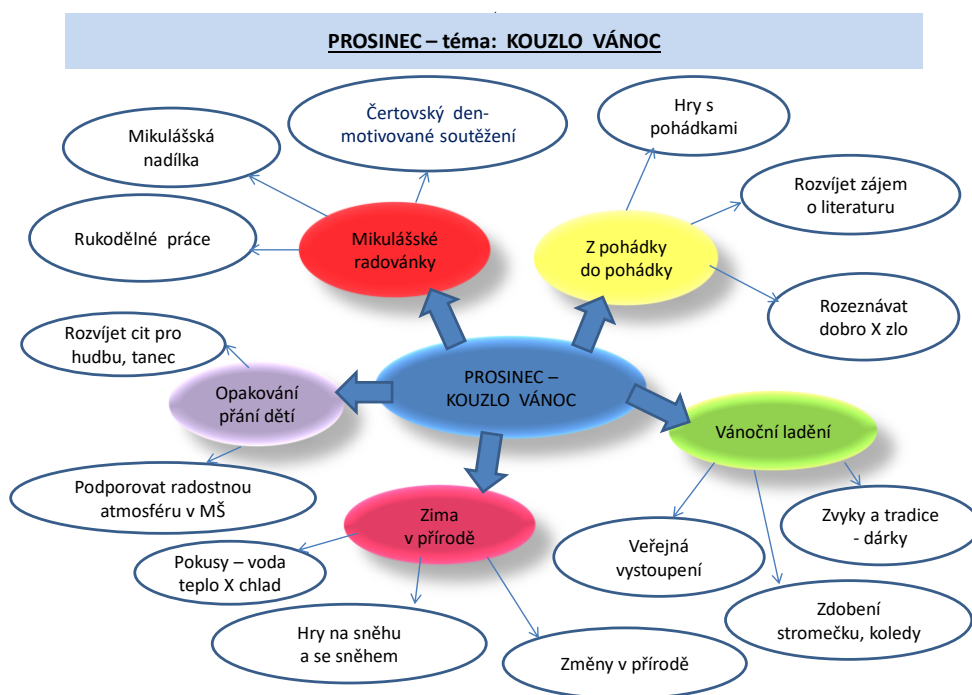 PROSINEC – téma: KOUZLO VÁNOC
Čertovský den-
motivované soutěžení
Hry s
pohádkami
Mikulášská
nadílka
Rozvíjet zájem
o literaturu
Rukodělné práce
Mikulášské
radovánky
Z pohádky
do pohádky
Rozeznávat
dobro X zlo
Rozvíjet cit pro
hudbu, tanec
PROSINEC –
KOUZLO VÁNOC
Opakování
přání dětí
Vánoční ladění
Podporovat radostnou
atmosféru v MŠ
Zima
v přírodě
Zvyky a tradice
- dárky
Veřejná
vystoupení
Pokusy – voda
teplo X chlad
Zdobení
stromečku, koledy
Hry na sněhu
a se sněhem
Změny v přírodě